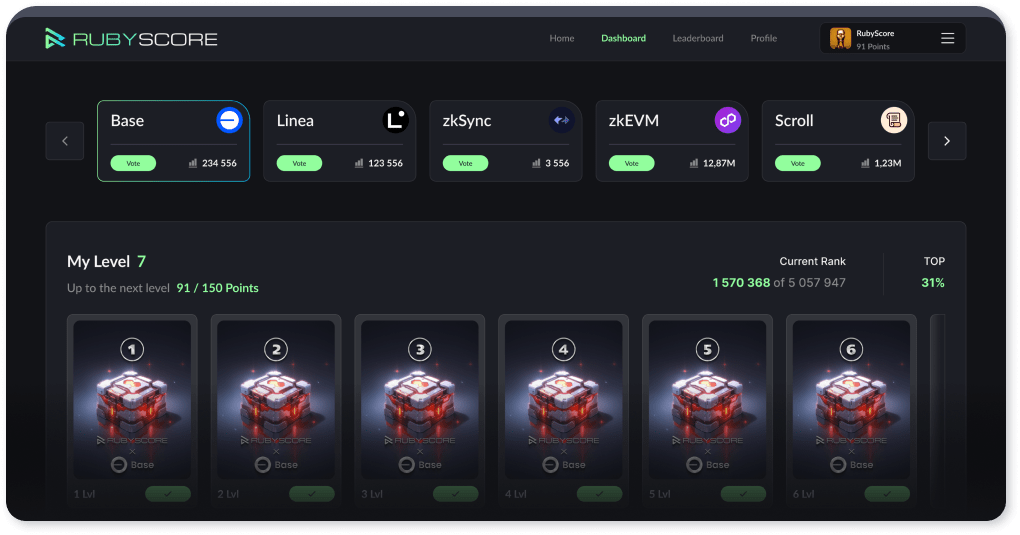 RUBYSCORE
Home Dashboard Leaderboard Profile
RubyScore
91 Points
Base Linea zkSync zkEVM Scroll
Vote 234 556 Vote 123 556 Vote 3 556 Vote 12,87M Vote 1,23M
My Level 7
Up to the next level 91 / 150 Points
Current Rank
1 570 368 of 5 057 947
TOP
31%
1 2 3 4 5 6
RUBYSCORE RUBYSCORE RUBYSCORE RUBYSCORE RUBYSCORE RUBYSCORE
× × × × × ×
Base Base Base Base Base Base
1 Lvl 2 Lvl 3 Lvl 4 Lvl 5 Lvl 6 Lvl